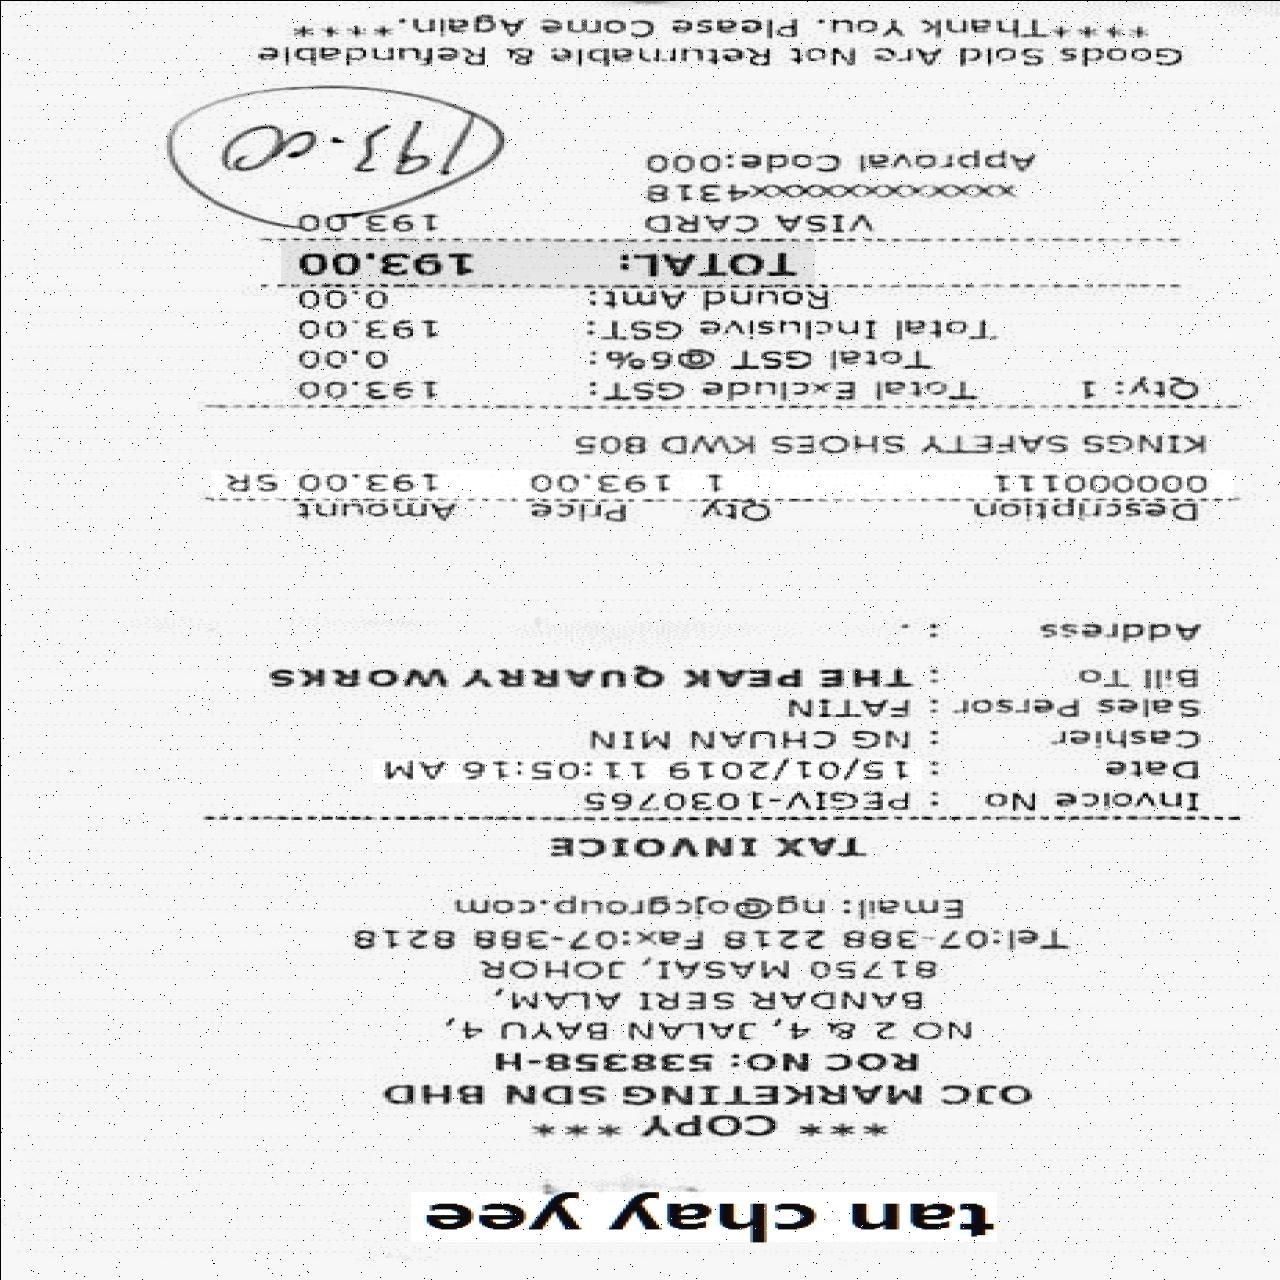 tan chay yee
*** COPY ***
OJC MARKETING SDN BHD
ROC NO: 538358-H
NO 2 & 4, JALAN BAYU 4,
BANDAR SERI ALAM,
81750 MASAI, JOHOR
Tel:07-388 2218 Fax:07-388 8218
Email: ng@ojcgroup.com
TAX INVOICE
Invoice No : PEGIV-1030765
Date : 15/01/2019 11:05:16 AM
Cashier : NG CHUAN MIN
Sales Persor : FATIN
Bill To : THE PEAK QUARRY WORKS
Address : .
Description Qty Price Amount
000000111 1 193.00 193.00 SR
KINGS SAFETY SHOES KWD 805
Qty: 1 Total Exclude GST: 193.00
Total GST @6%: 0.00
Total Inclusive GST: 193.00
Round Amt: 0.00
TOTAL: 193.00
VISA CARD 193.00
xxxxxxxxxxxx4318
Approval Code:000
193.00
Goods Sold Are Not Returnable & Refundable
****Thank You. Please Come Again.****